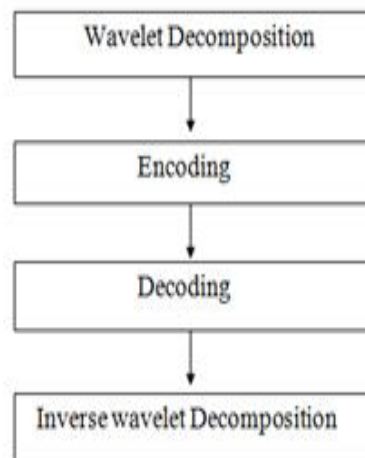 Wavelet Decomposition
Encoding
Decoding
Inverse wavelet Decomposition